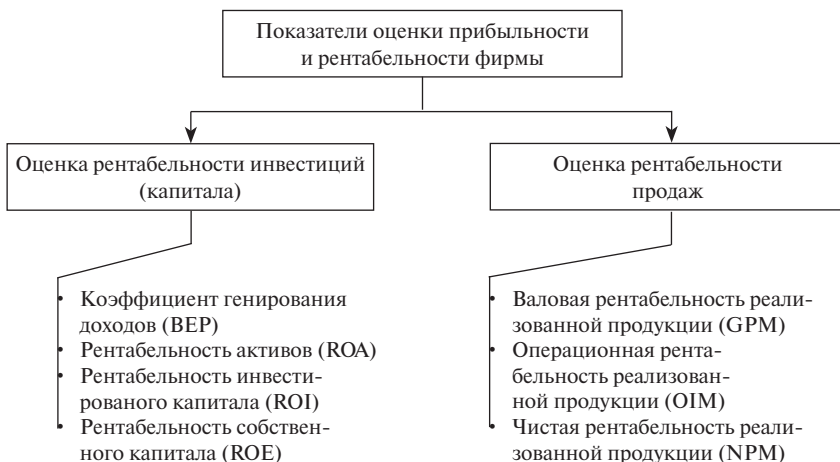 Показатели оценки прибыльности
и рентабельности фирмы
Оценка рентабельности инвестиций
(капитала)
Оценка рентабельности
продаж
• Коэффициент генирования
доходов (BEP)
• Рентабельность активов (ROA)
• Рентабельность инвести-
рованого капитала (ROI)
• Рентабельность собствен-
ного капитала (ROE)
• Валовая рентабельность реали-
зованной продукции (GPM)
• Операционная рента-
бельность реализован-
ной продукции (OIM)
• Чистая рентабельность реали-
зованной продукции (NPM)